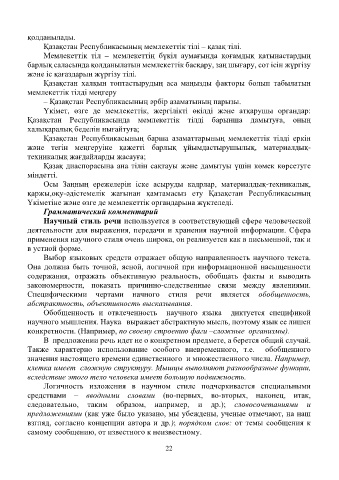 қолданылады.
Қазақстан Республикасының мемлекеттік тілі – қазақ тілі.
Мемлекеттік тіл – мемлекеттің бүкіл аумағында қоғамдық қатынастардың
барлық саласында қолданылатын мемлекеттік басқару, заң шығару, сот ісін жүргізу
және іс қағаздарын жүргізу тілі.
Қазақстан халқын топтастырудың аса маңызды факторы болып табылатын
мемлекеттік тілді меңгеру
– Қазақстан Республикасының әрбір азаматының парызы.
Үкімет, өзге де мемлекеттік, жергілікті өкілді және атқарушы органдар:
Қазақстан Республикасында мемлекеттік тілді барынша дамытуға, оның
халықаралық беделін нығайтуға;
Қазақстан Республикасының барша азаматтарының мемлекеттік тілді еркін
және тегін меңгеруіне қажетті барлық ұйымдастырушылық, материалдық-
техникалық жағдайларды жасауға;
Қазақ диаспорасына ана тілін сақтауы және дамытуы үшін көмек көрсетуге
міндетті.
Осы Заңның ережелерін іске асыруды кадрлар, материалдық-техникалық,
қаржы,оқу-әдістемелік жағынан қамтамасыз ету Қазақстан Республикасының
Үкіметіне және өзге де мемлекеттік органдарына жүктеледі.
Грамматический комментарий
Научный стиль речи используется в соответствующей сфере человеческой
деятельности для выражения, передачи и хранения научной информации. Сфера
применения научного стиля очень широка, он реализуется как в письменной, так и
в устной форме.
Выбор языковых средств отражает общую направленность научного текста.
Она должна быть точной, ясной, логичной при информационной насыщенности
содержания, отражать объективную реальность, обобщать факты и выводить
закономерности, показать причинно-следственные связи между явлениями.
Специфическими чертами научного стиля речи является обобщенность,
абстрактность, объективность высказывания.
Обобщенность и отвлеченность научного языка диктуется спецификой
научного мышления. Наука выражает абстрактную мысль, поэтому язык ее лишен
конкретности. (Например, по своему строению фаги -сложные организмы).
В предложении речь идет не о конкретном предмете, а берется общий случай.
Также характерно использование особого вневременного, т.е. обобщенного
значения настоящего времени единственного и множественного числа. Например,
клетка имеет сложную структуру. Мышцы выполняют разнообразные функции,
вследствие этого тело человека имеет большую подвижность.
Логичность изложения в научном стиле подчеркивается специальными
средствами – вводными словами (во-первых, во-вторых, наконец, итак,
следовательно, таким образом, например, и др.); словосочетаниями и
предложениями (как уже было указано, мы убеждены, ученые отмечают, на наш
взгляд, согласно концепции автора и др.); порядком слов: от темы сообщения к
самому сообщению, от известного к неизвестному.
22